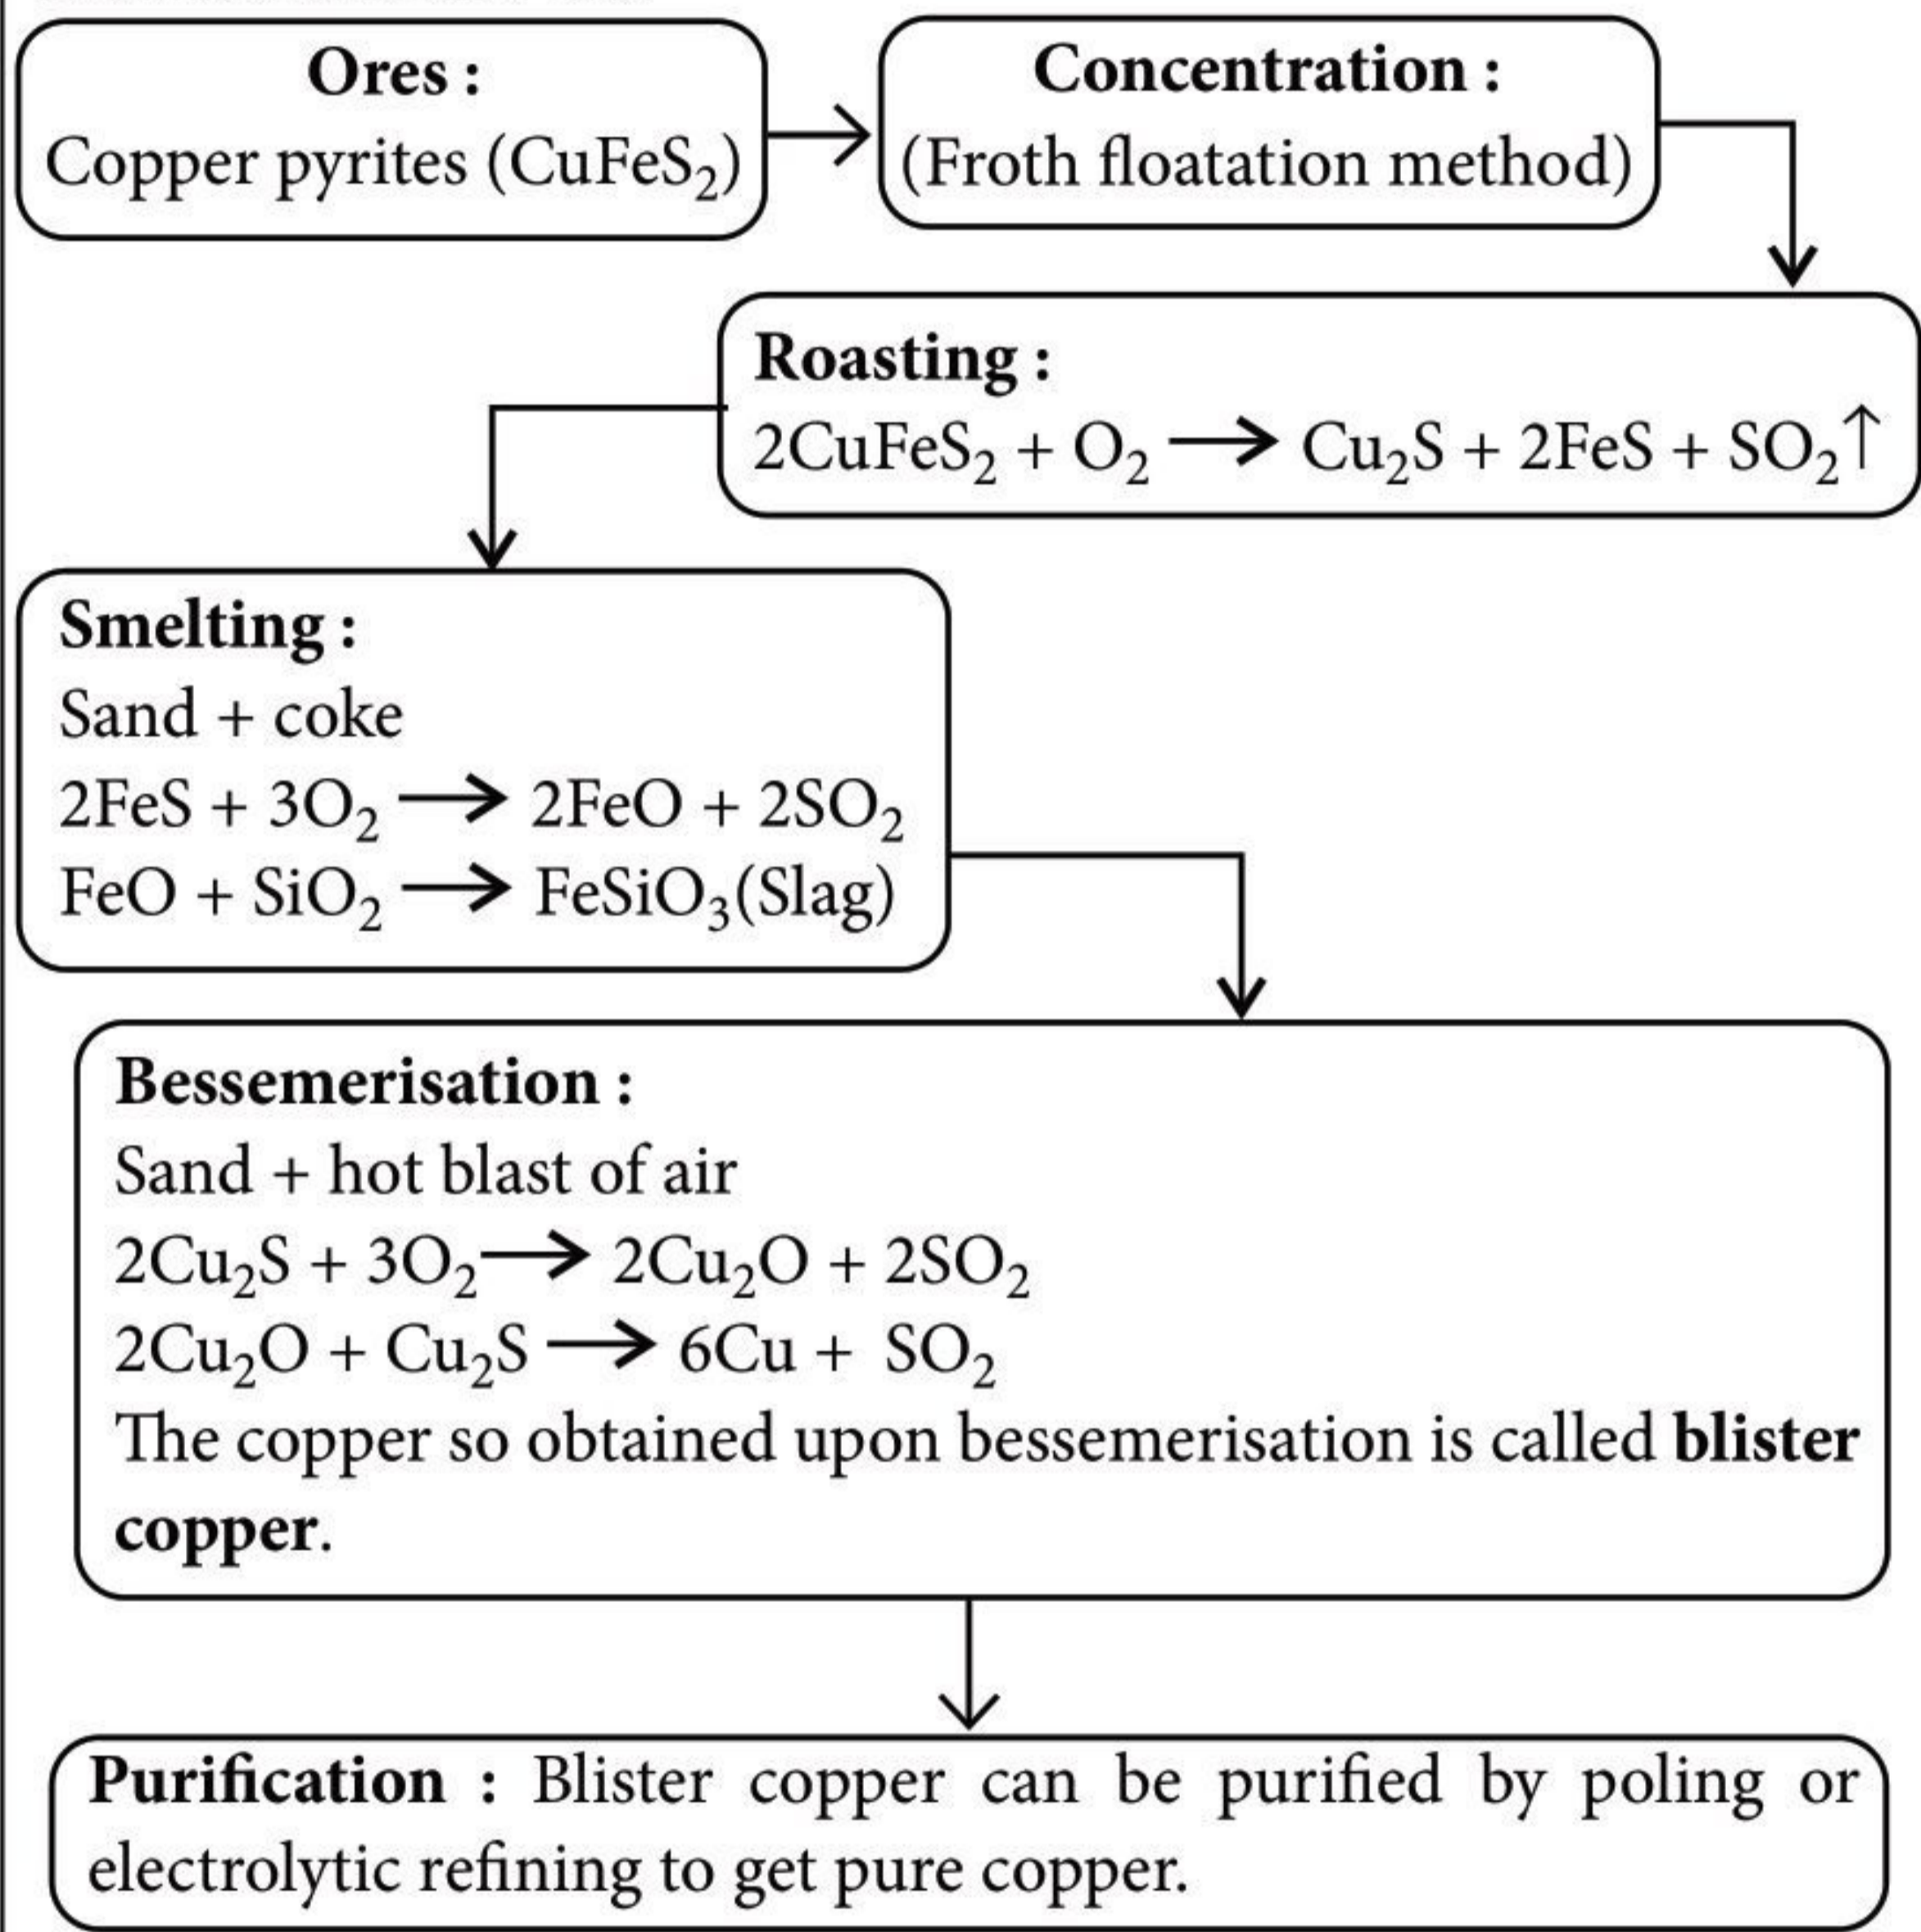 Ores :
Copper pyrites (CuFeS₂)
Concentration :
(Froth floatation method)
Roasting :
2CuFeS₂ + O₂ ⟶ Cu₂S + 2FeS + SO₂↑
Smelting :
Sand + coke
2FeS + 3O₂ ⟶ 2FeO + 2SO₂
FeO + SiO₂ ⟶ FeSiO₃(Slag)
Bessemerisation :
Sand + hot blast of air
2Cu₂S + 3O₂⟶ 2Cu₂O + 2SO₂
2Cu₂O + Cu₂S ⟶ 6Cu + SO₂
The copper so obtained upon bessemerisation is called blister
copper.
Purification : Blister copper can be purified by poling or
electrolytic refining to get pure copper.